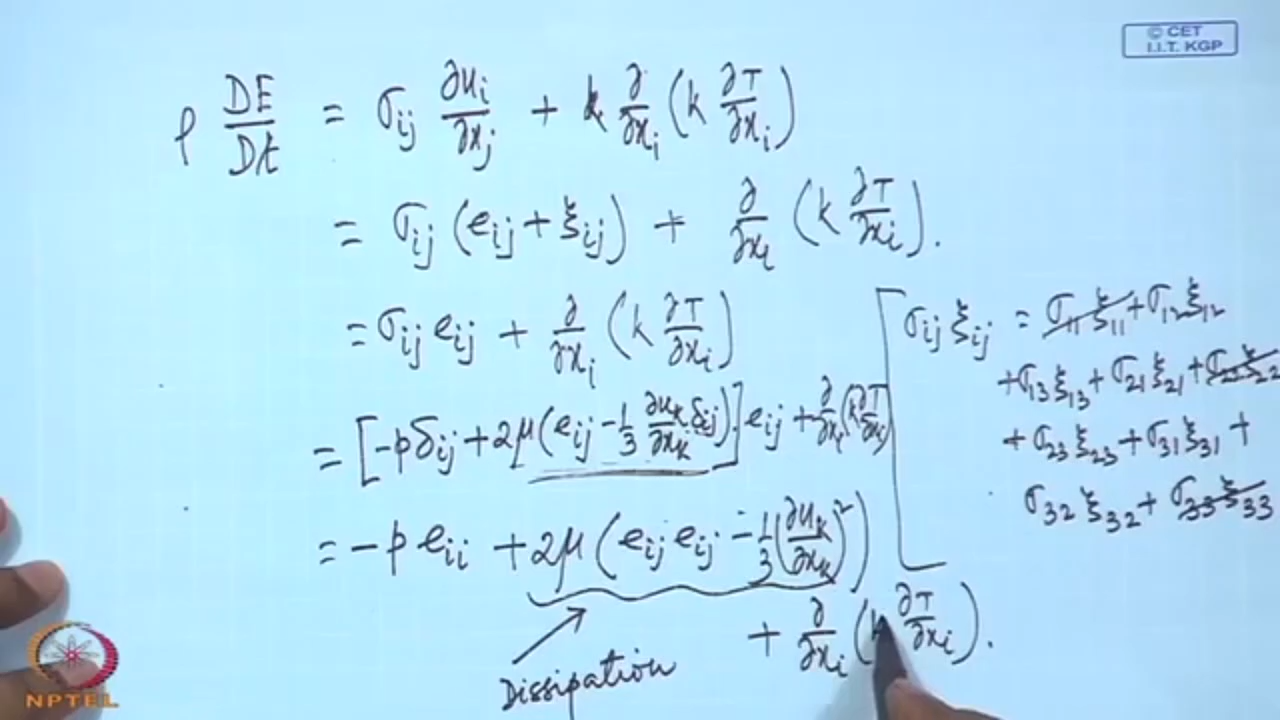 © CET
I.I.T. KGP
ρ DE/Dt = σij ∂ui/∂xj + k ∂/∂xi (k ∂T/∂xi)
= σij (eij + ξij) + ∂/∂xi (k ∂T/∂xi).
= σij eij + ∂/∂xi (k ∂T/∂xi)
σij ξij = σ11 ξ11 + σ12 ξ12
+ σ13 ξ13 + σ21 ξ21 + σ22 ξ22
+ σ23 ξ23 + σ31 ξ31 +
σ32 ξ32 + σ33 ξ33
= [-pδij + 2μ(eij - 1/3 ∂uk/∂xk δij)] eij + ∂/∂xi (k ∂T/∂xi)
= -p eii + 2μ (eij eij - 1/3 (∂uk/∂xk)²)
+ ∂/∂xi (k ∂T/∂xi).
Dissipation
NPTEL